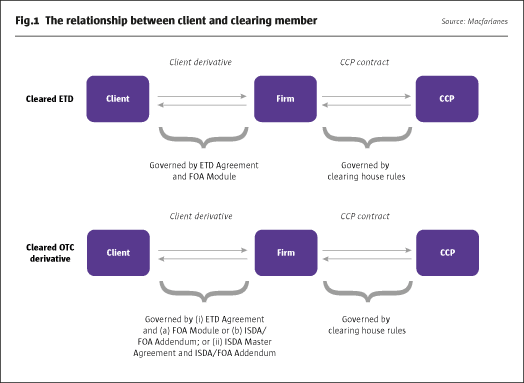 Fig.1 The relationship between client and clearing member
Source: Macfarlanes
Client derivative
CCP contract
Cleared ETD
Client
Firm
CCP
Governed by ETD Agreement
and FOA Module
Governed by
clearing house rules
Client derivative
CCP contract
Cleared OTC
derivative
Client
Firm
CCP
Governed by (i) ETD Agreement
and (a) FOA Module or (b) ISDA/
FOA Addendum; or (ii) ISDA Master
Agreement and ISDA/FOA Addendum
Governed by
clearing house rules